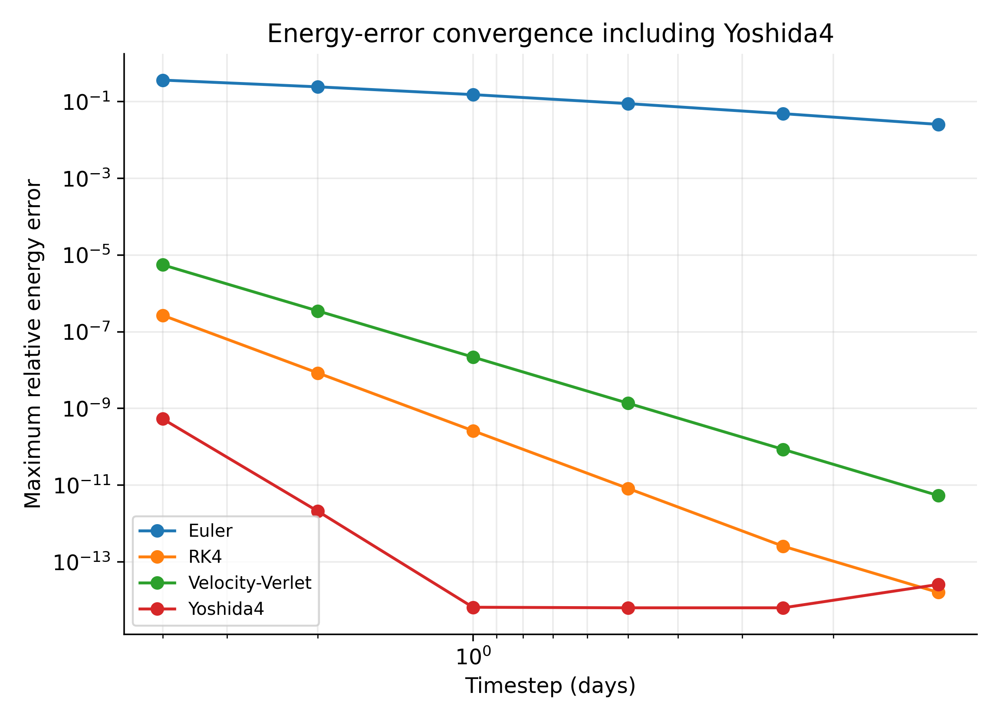 Energy-error convergence including Yoshida4
Maximum relative energy error
10⁻¹
10⁻³
10⁻⁵
10⁻⁷
10⁻⁹
10⁻¹¹
10⁻¹³
Euler
RK4
Velocity-Verlet
Yoshida4
10⁰
Timestep (days)